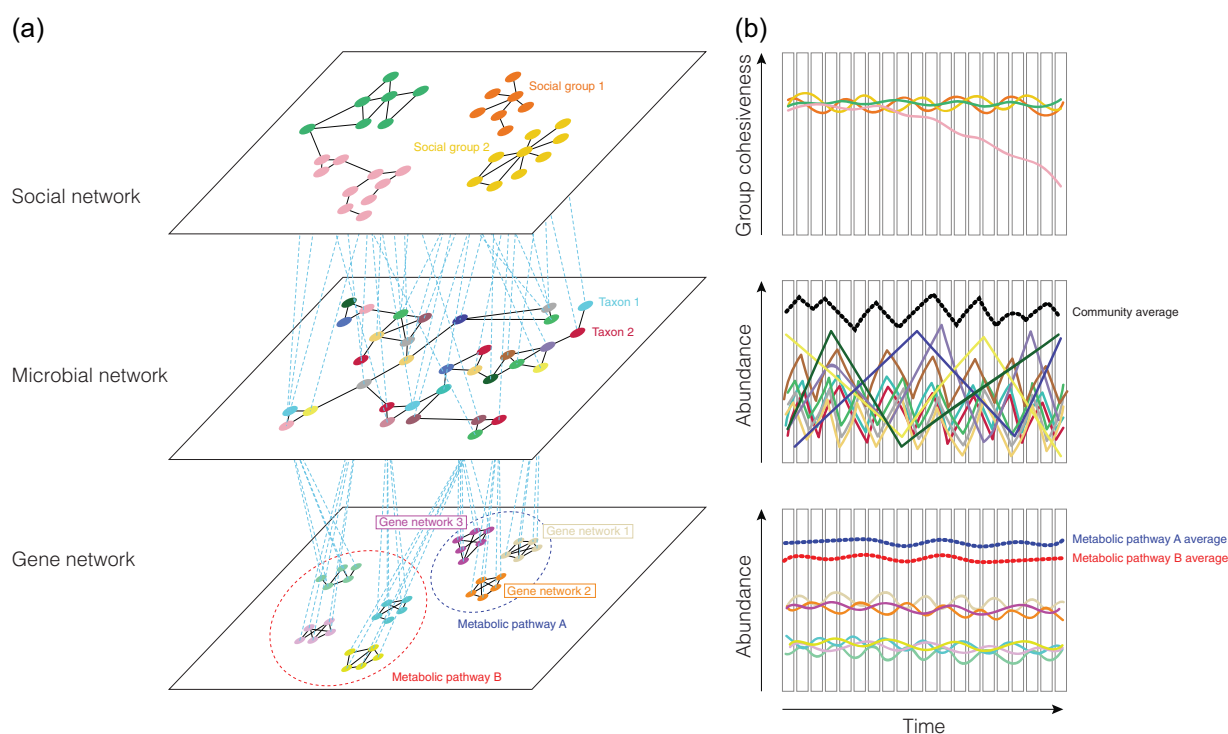 (a)
Social network
Social group 1
Social group 2
Microbial network
Taxon 1
Taxon 2
Gene network
Gene network 3
Gene network 1
Gene network 2
Metabolic pathway A
Metabolic pathway B
(b)
Group cohesiveness
Abundance
Community average
Abundance
Metabolic pathway A average
Metabolic pathway B average
Time